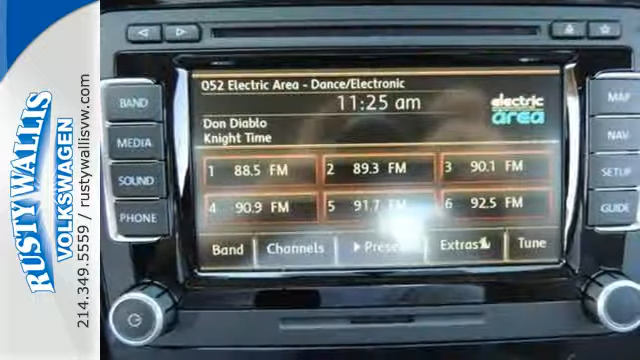 RUSTY WALLIS
VOLKSWAGEN
214.349.5559 / rustywallisvw.com
BAND
MEDIA
SOUND
PHONE
052 Electric Area - Dance/Electronic
11:25 am
electric
area
Don Diablo
Knight Time
1 88.5 FM
2 89.3 FM
3 90.1 FM
4 90.9 FM
5 91.7 FM
6 92.5 FM
Band
Channels
Extras
Tune
MAP
NAV
SETUP
GUIDE